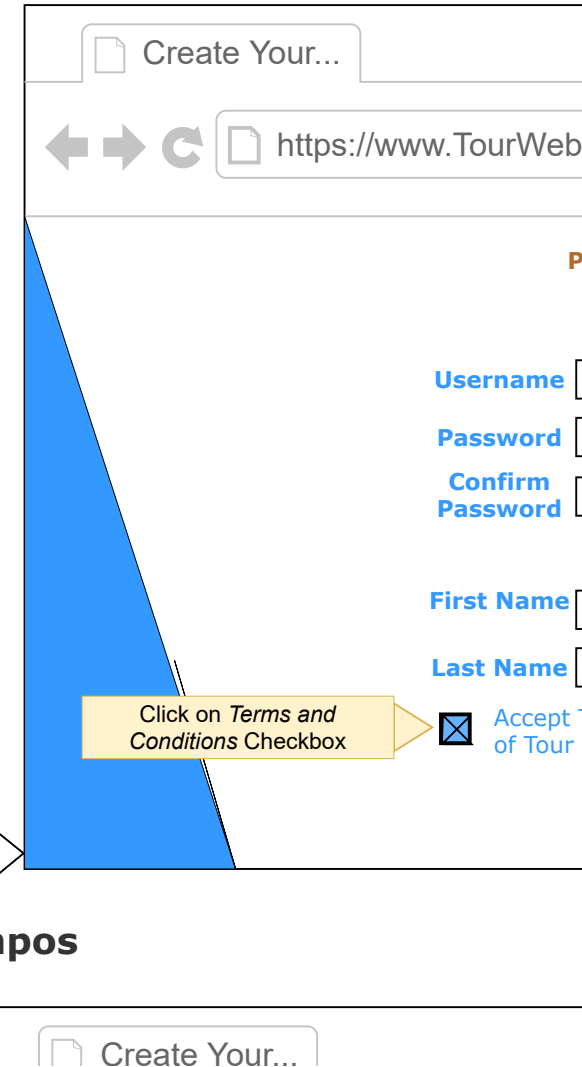 Create Your...
https://www.TourWeb
P
Username
Password
Confirm
Password
First Name
Last Name
Click on Terms and
Conditions Checkbox
Accept T
of Tour
npos
Create Your...